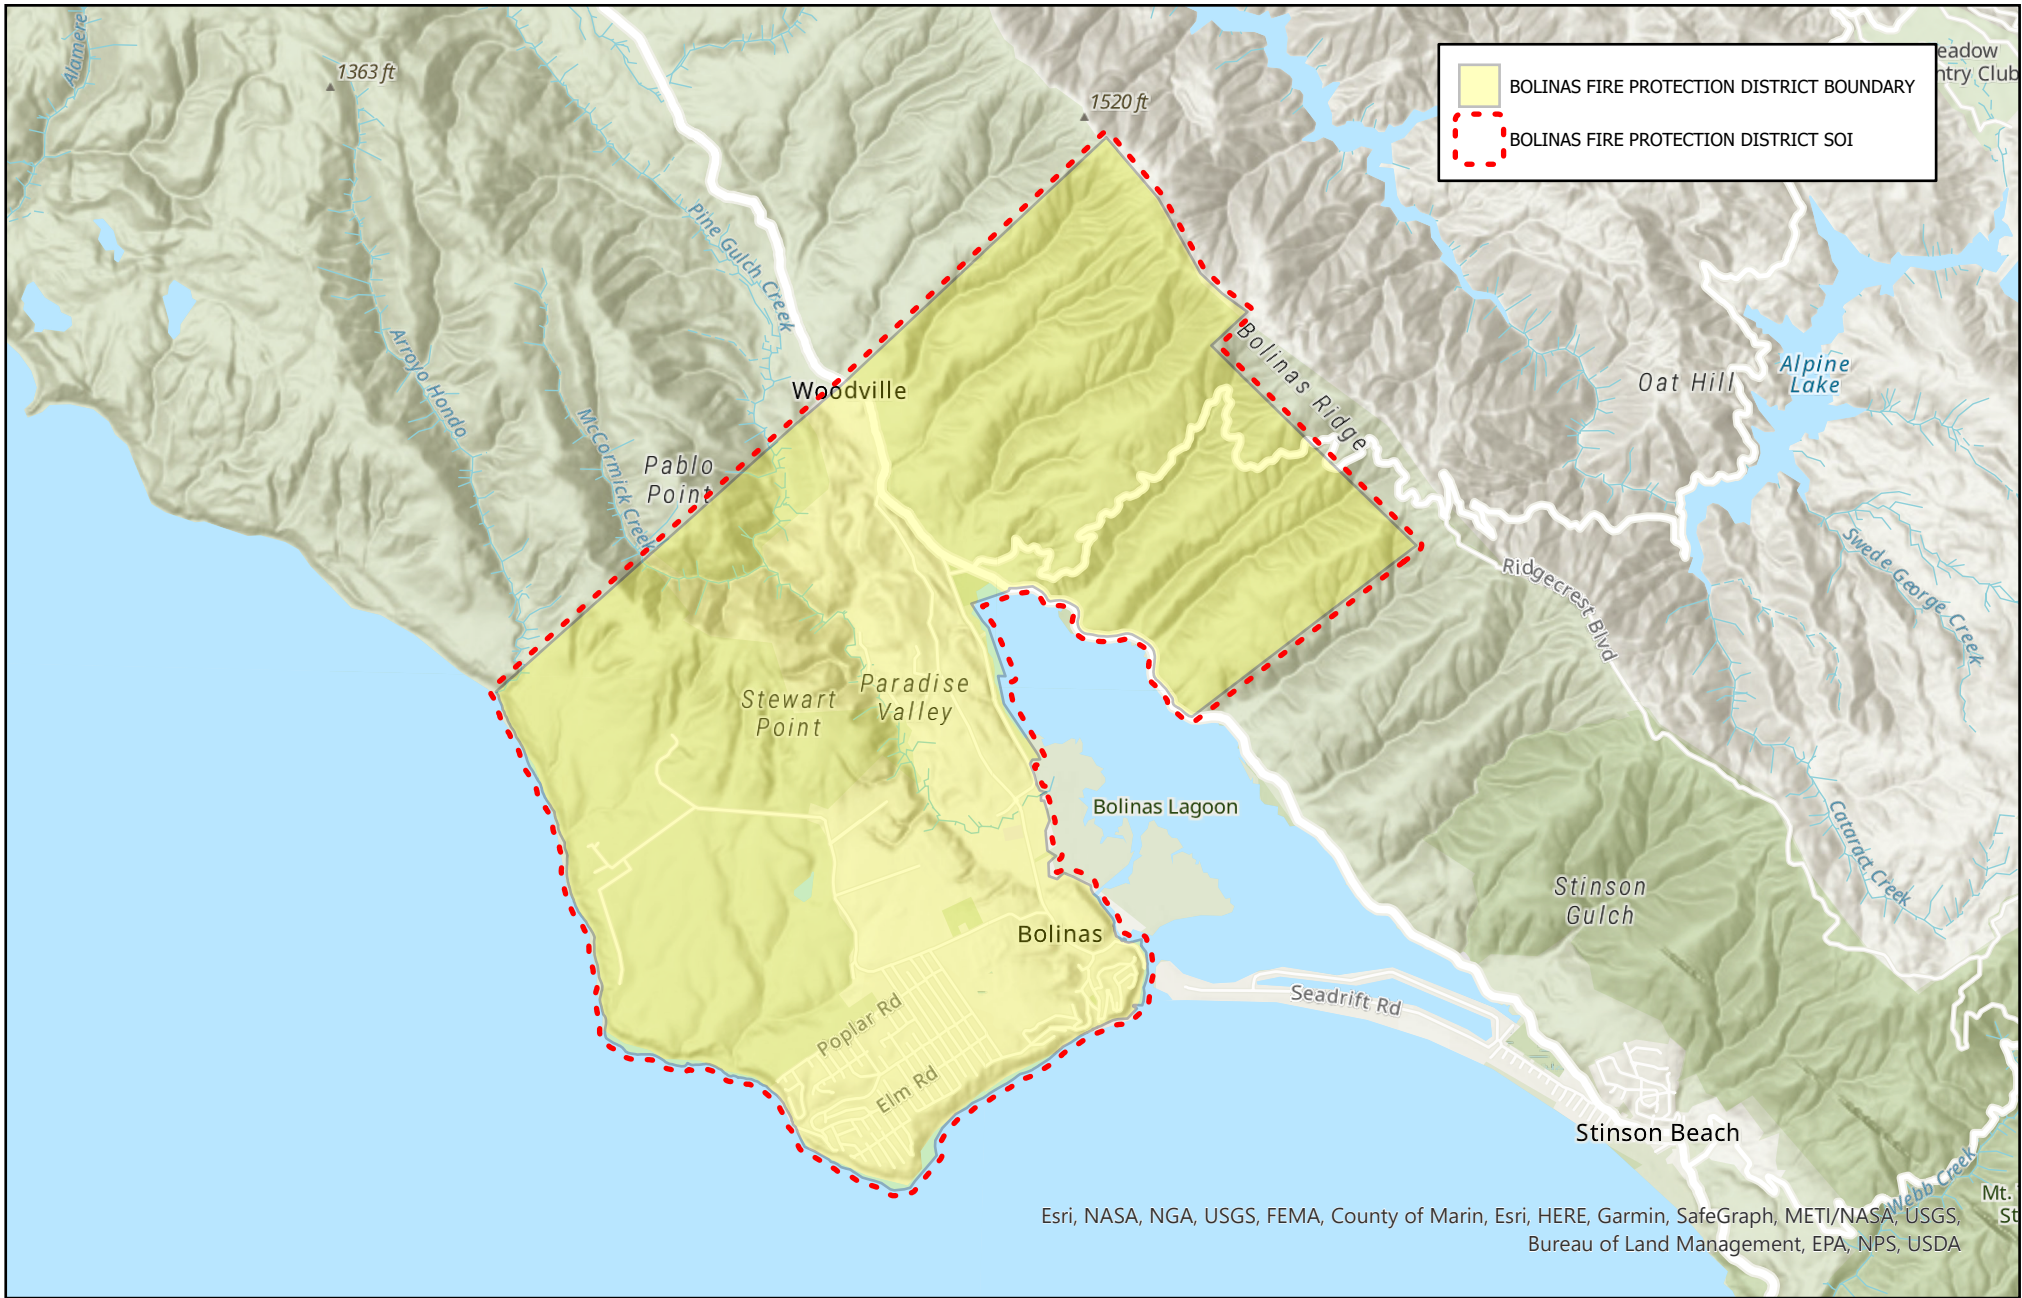 Alamere
1363 ft
1520 ft
eadow
ntry Club
BOLINAS FIRE PROTECTION DISTRICT BOUNDARY
BOLINAS FIRE PROTECTION DISTRICT SOI
Pine Gulch Creek
Arroyo Hondo
McCormick Creek
Woodville
Pablo
Point
Bolinas Ridge
Oat Hill
Alpine
Lake
Swede George Creek
Ridgecrest Blvd
Stewart
Point
Paradise
Valley
Bolinas Lagoon
Cataract Creek
Stinson
Gulch
Bolinas
Seadrift Rd
Poplar Rd
Elm Rd
Stinson Beach
Webb Creek
Mt.
St
Esri, NASA, NGA, USGS, FEMA, County of Marin, Esri, HERE, Garmin, SafeGraph, METI/NASA, USGS,
Bureau of Land Management, EPA, NPS, USDA